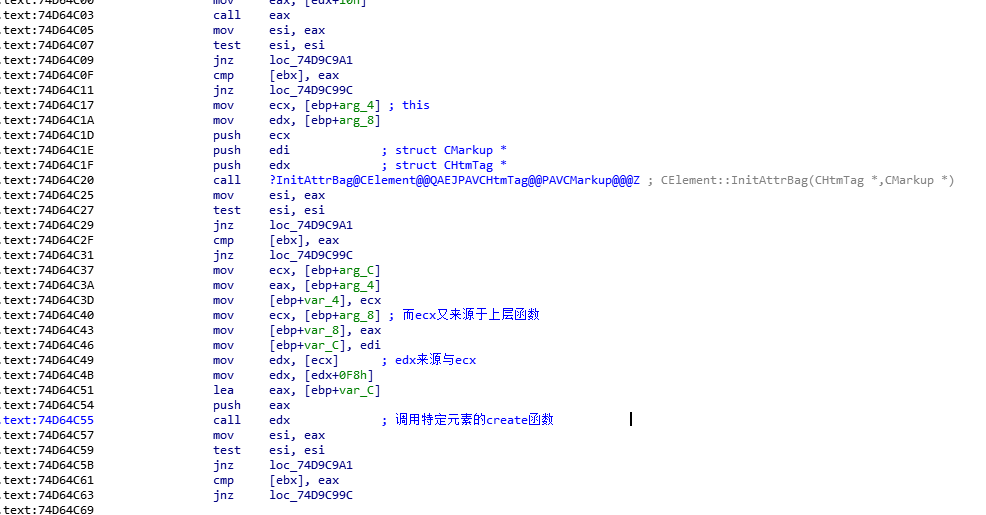 .text:74D64C00 mov eax, [edx+10h]
.text:74D64C03 call eax
.text:74D64C05 mov esi, eax
.text:74D64C07 test esi, esi
.text:74D64C09 jnz loc_74D9C9A1
.text:74D64C0F cmp [ebx], eax
.text:74D64C11 jnz loc_74D9C99C
.text:74D64C17 mov ecx, [ebp+arg_4] ; this
.text:74D64C1A mov edx, [ebp+arg_8]
.text:74D64C1D push ecx
.text:74D64C1E push edi ; struct CMarkup *
.text:74D64C1F push edx ; struct CHtmTag *
.text:74D64C20 call ?InitAttrBag@CElement@@QAEJPAVCHtmTag@@PAVCMarkup@@@Z ; CElement::InitAttrBag(CHtmTag *,CMarkup *)
.text:74D64C25 mov esi, eax
.text:74D64C27 test esi, esi
.text:74D64C29 jnz loc_74D9C9A1
.text:74D64C2F cmp [ebx], eax
.text:74D64C31 jnz loc_74D9C99C
.text:74D64C37 mov ecx, [ebp+arg_C]
.text:74D64C3A mov eax, [ebp+arg_4]
.text:74D64C3D mov [ebp+var_4], ecx
.text:74D64C40 mov ecx, [ebp+arg_8] ; 而ecx又来源于上层函数
.text:74D64C43 mov [ebp+var_8], eax
.text:74D64C46 mov [ebp+var_C], edi
.text:74D64C49 mov edx, [ecx] ; edx来源与ecx
.text:74D64C4B mov edx, [edx+0F8h]
.text:74D64C51 lea eax, [ebp+var_C]
.text:74D64C54 push eax
.text:74D64C55 call edx ; 调用特定元素的create函数
.text:74D64C57 mov esi, eax
.text:74D64C59 test esi, esi
.text:74D64C5B jnz loc_74D9C9A1
.text:74D64C61 cmp [ebx], eax
.text:74D64C63 jnz loc_74D9C99C
.text:74D64C69